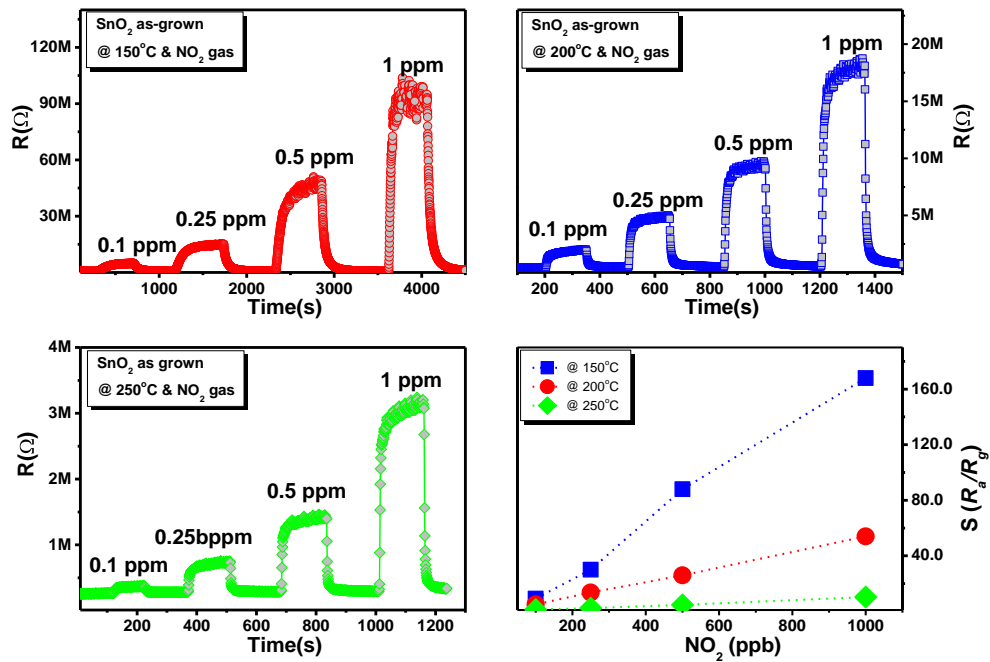 SnO₂ as-grown
@ 150°C & NO₂ gas
120M
90M
60M
30M
R(Ω)
0.1 ppm
0.25 ppm
0.5 ppm
1 ppm
1000 2000 3000 4000
Time(s)
SnO₂ as-grown
@ 200°C & NO₂ gas
0.1 ppm
0.25 ppm
0.5 ppm
1 ppm
20M
15M
10M
5M
R(Ω)
200 400 600 800 1000 1200 1400
Time(s)
SnO₂ as grown
@ 250°C & NO₂ gas
4M
3M
2M
1M
R(Ω)
0.1 ppm
0.25bppm
0.5 ppm
1 ppm
200 400 600 800 1000 1200
Time(s)
@ 150°C
@ 200°C
@ 250°C
160.0
120.0
80.0
40.0
S (Rₐ/R_g)
200 400 600 800 1000
NO₂ (ppb)